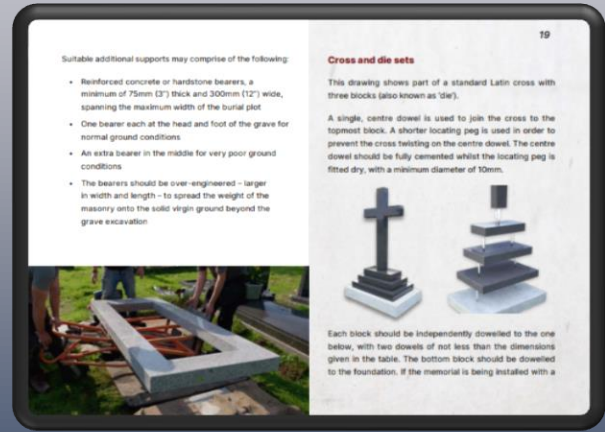 Suitable additional supports may comprise of the following:
• Reinforced concrete or hardstone bearers, a
minimum of 75mm (3") thick and 300mm (12") wide,
spanning the maximum width of the burial plot
• One bearer each at the head and foot of the grave for
normal ground conditions
• An extra bearer in the middle for very poor ground
conditions
• The bearers should be over-engineered – larger
in width and length – to spread the weight of the
masonry onto the solid virgin ground beyond the
grave excavation
19
Cross and die sets
This drawing shows part of a standard Latin cross with
three blocks (also known as 'die').
A single, centre dowel is used to join the cross to the
topmost block. A shorter locating peg is used in order to
prevent the cross twisting on the centre dowel. The centre
dowel should be fully cemented whilst the locating peg is
fitted dry, with a minimum diameter of 10mm.
Each block should be independently dowelled to the one
below, with two dowels of not less than the dimensions
given in the table. The bottom block should be dowelled
to the foundation. If the memorial is being installed with a